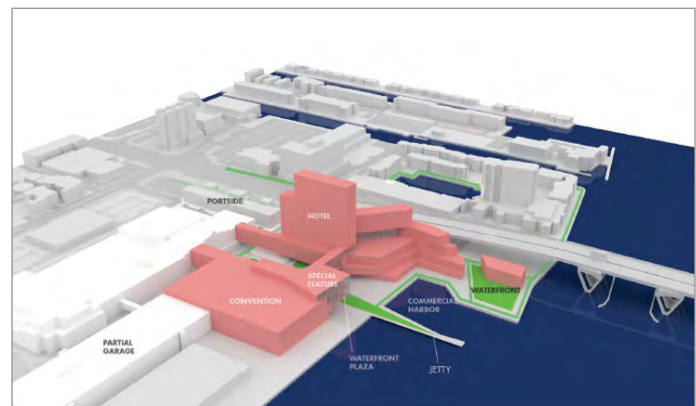 PORTSIDE
HOTEL
SPECIAL
FEATURE
CONVENTION
COMMERCIAL
HARBOR
WATERFRONT
PARTIAL
GARAGE
WATERFRONT
PLAZA
JETTY